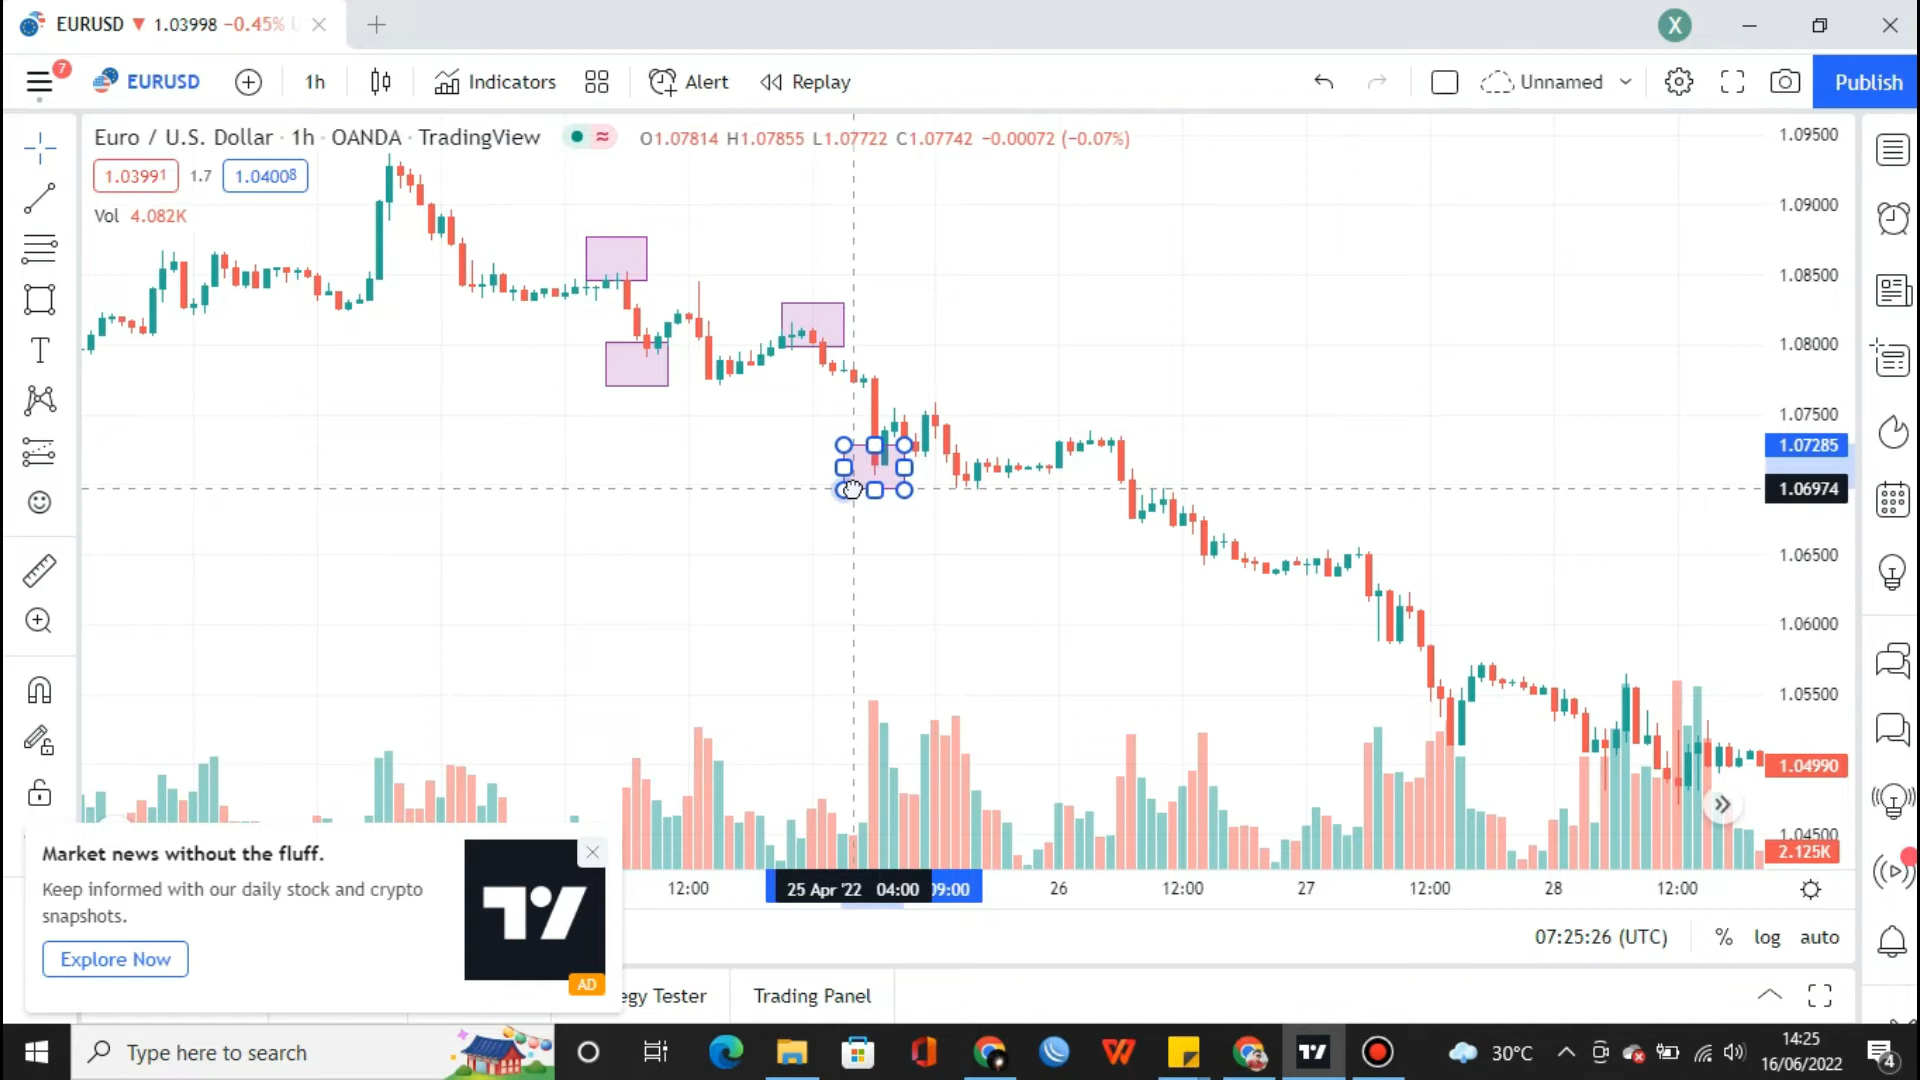 EURUSD ▼ 1.03998 −0.45% U
X
7
EURUSD
1h
Indicators
Alert
Replay
Unnamed
Publish
Euro / U.S. Dollar · 1h · OANDA · TradingView
O1.07814 H1.07855 L1.07722 C1.07742 −0.00072 (−0.07%)
1.03991
1.7
1.04008
Vol 4.082K
1.09500
1.09000
1.08500
1.08000
1.07500
1.07285
1.06974
1.06500
1.06000
1.05500
1.04990
1.04500
2.125K
12:00
25 Apr '22 04:00
09:00
26
12:00
27
12:00
28
12:00
Market news without the fluff.
Keep informed with our daily stock and crypto
snapshots.
Explore Now
AD
07:25:26 (UTC)
%
log
auto
egy Tester
Trading Panel
Type here to search
30°C
14:25
16/06/2022
4